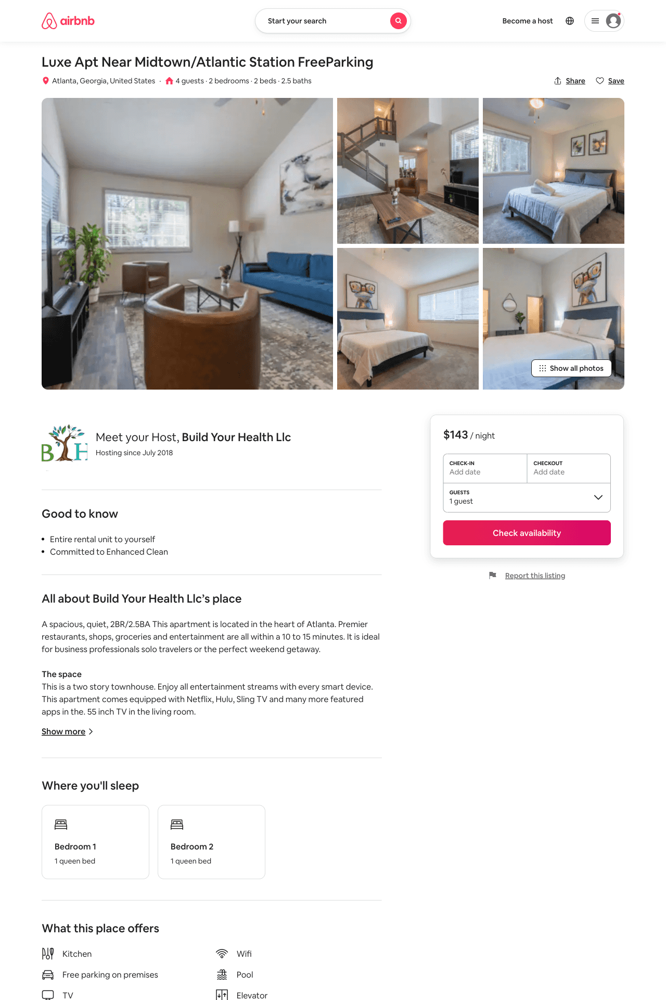 airbnb
Start your search
Become a host
Luxe Apt Near Midtown/Atlantic Station FreeParking
Atlanta, Georgia, United States · 4 guests · 2 bedrooms · 2 beds · 2.5 baths
Share
Save
Show all photos
B H
Meet your Host, Build Your Health Llc
Hosting since July 2018
$143 / night
CHECK-IN
Add date
CHECKOUT
Add date
GUESTS
1 guest
Check availability
Report this listing
Good to know
• Entire rental unit to yourself
• Committed to Enhanced Clean
All about Build Your Health Llc’s place
A spacious, quiet, 2BR/2.5BA This apartment is located in the heart of Atlanta. Premier
restaurants, shops, groceries and entertainment are all within a 10 to 15 minutes. It is ideal
for business professionals solo travelers or the perfect weekend getaway.
The space
This is a two story townhouse. Enjoy all entertainment streams with every smart device.
This apartment comes equipped with Netflix, Hulu, Sling TV and many more featured
apps in the. 55 inch TV in the living room.
Show more
Where you'll sleep
Bedroom 1
1 queen bed
Bedroom 2
1 queen bed
What this place offers
Kitchen
Wifi
Free parking on premises
Pool
TV
Elevator